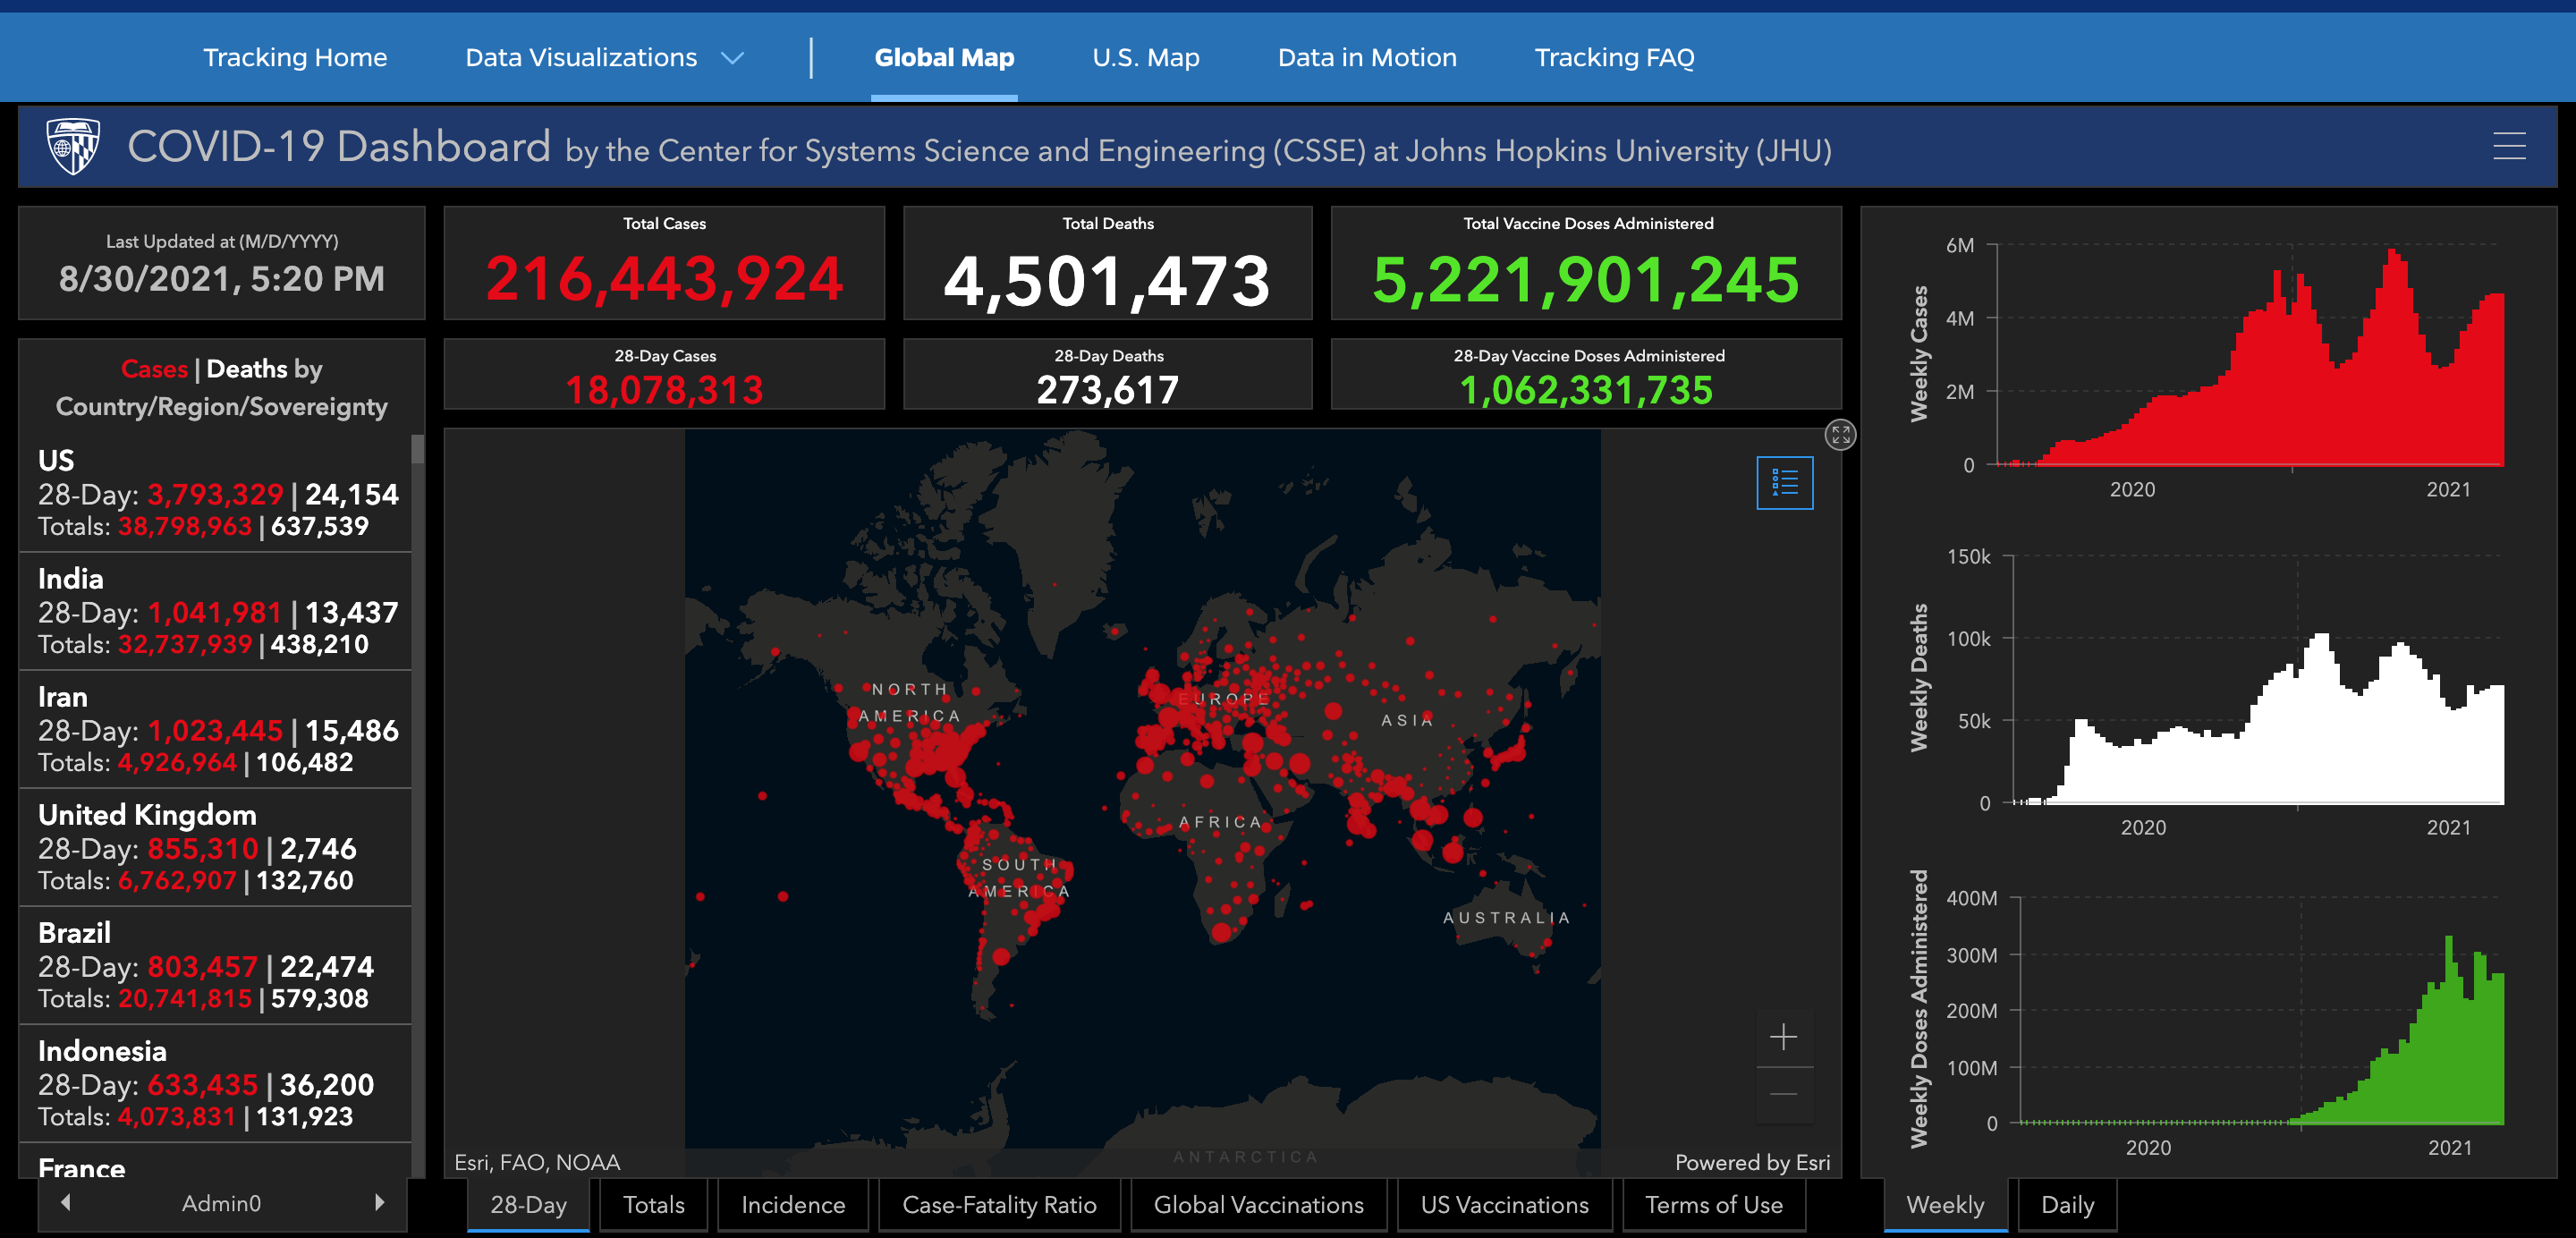 Tracking Home
Data Visualizations
Global Map
U.S. Map
Data in Motion
Tracking FAQ
COVID-19 Dashboard by the Center for Systems Science and Engineering (CSSE) at Johns Hopkins University (JHU)
Last Updated at (M/D/YYYY)
8/30/2021, 5:20 PM
Cases | Deaths by
Country/Region/Sovereignty
US
28-Day: 3,793,329 | 24,154
Totals: 38,798,963 | 637,539
India
28-Day: 1,041,981 | 13,437
Totals: 32,737,939 | 438,210
Iran
28-Day: 1,023,445 | 15,486
Totals: 4,926,964 | 106,482
United Kingdom
28-Day: 855,310 | 2,746
Totals: 6,762,907 | 132,760
Brazil
28-Day: 803,457 | 22,474
Totals: 20,741,815 | 579,308
Indonesia
28-Day: 633,435 | 36,200
Totals: 4,073,831 | 131,923
France
Admin0
Total Cases
216,443,924
Total Deaths
4,501,473
Total Vaccine Doses Administered
5,221,901,245
28-Day Cases
18,078,313
28-Day Deaths
273,617
28-Day Vaccine Doses Administered
1,062,331,735
NORTH
AMERICA
EUROPE
ASIA
AFRICA
SOUTH
AMERICA
AUSTRALIA
ANTARCTICA
Esri, FAO, NOAA
Powered by Esri
28-Day
Totals
Incidence
Case-Fatality Ratio
Global Vaccinations
US Vaccinations
Terms of Use
Weekly Cases
6M
4M
2M
0
2020
2021
Weekly Deaths
150k
100k
50k
0
2020
2021
Weekly Doses Administered
400M
300M
200M
100M
0
2020
2021
Weekly
Daily